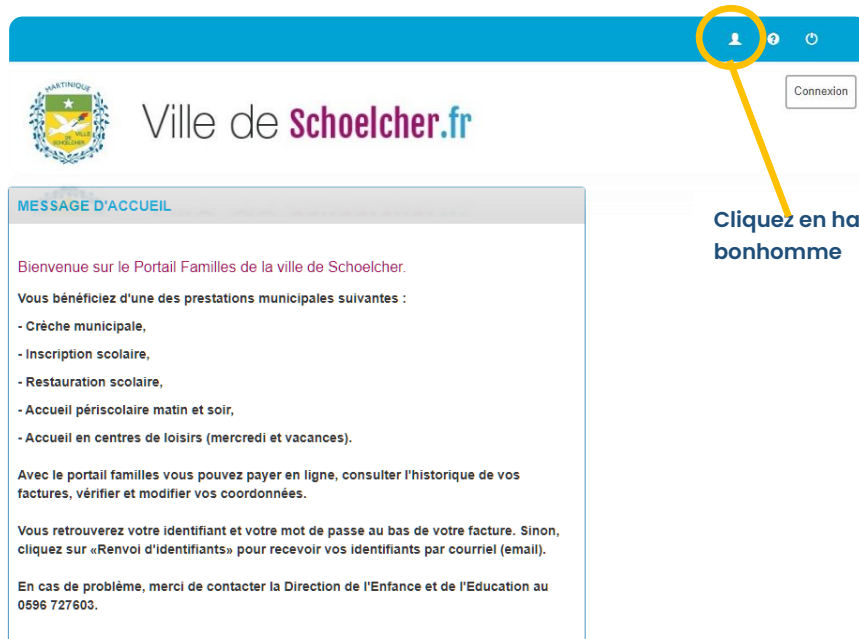 Connexion
MARTINIQUE
VILLE
DE
SCHOELCHER
Ville de Schoelcher.fr
MESSAGE D'ACCUEIL
Cliquez en ha
bonhomme
Bienvenue sur le Portail Familles de la ville de Schoelcher.
Vous bénéficiez d'une des prestations municipales suivantes :
- Crèche municipale,
- Inscription scolaire,
- Restauration scolaire,
- Accueil périscolaire matin et soir,
- Accueil en centres de loisirs (mercredi et vacances).
Avec le portail familles vous pouvez payer en ligne, consulter l'historique de vos
factures, vérifier et modifier vos coordonnées.
Vous retrouverez votre identifiant et votre mot de passe au bas de votre facture. Sinon,
cliquez sur «Renvoi d'identifiants» pour recevoir vos identifiants par courriel (email).
En cas de problème, merci de contacter la Direction de l'Enfance et de l'Education au
0596 727603.